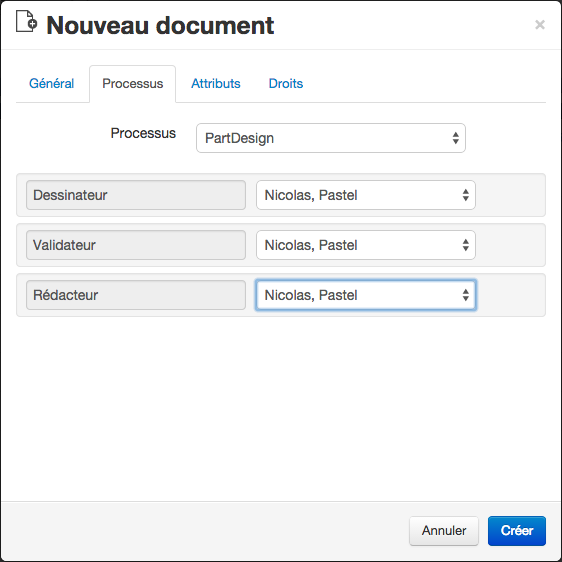 Nouveau document
×
Général Processus Attributs Droits
Processus PartDesign
Dessinateur Nicolas, Pastel
Validateur Nicolas, Pastel
Rédacteur Nicolas, Pastel
Annuler Créer